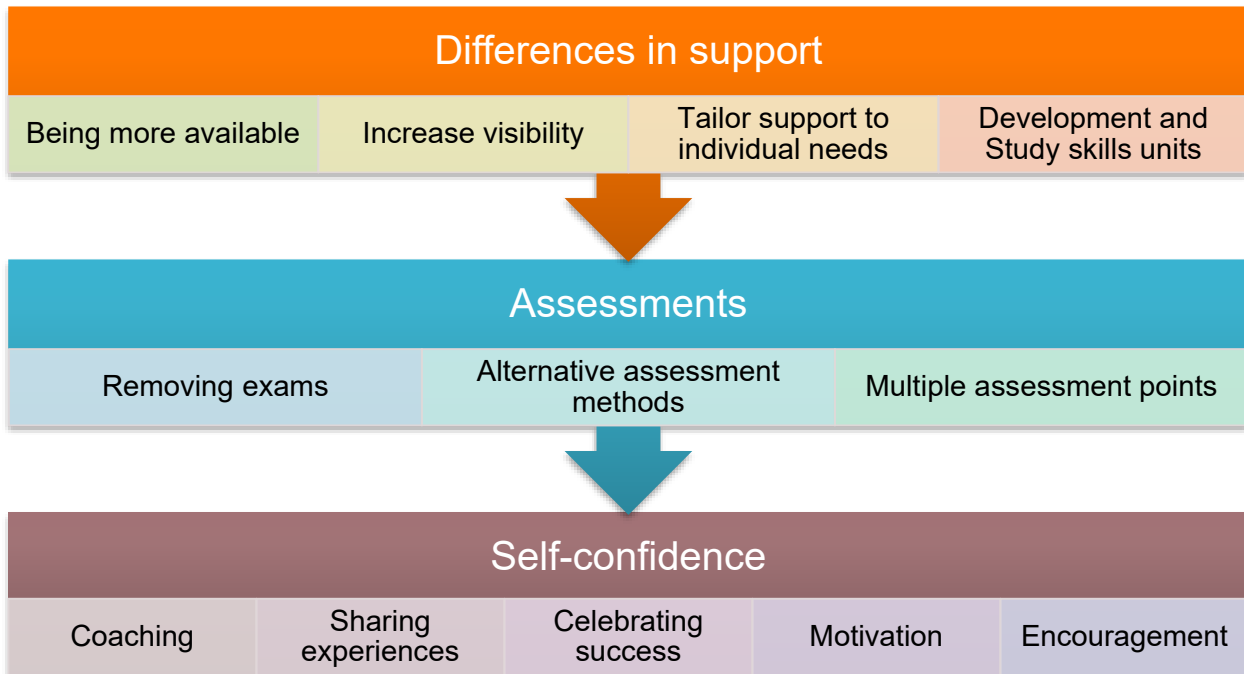 Differences in support
Being more available
Increase visibility
Tailor support to
individual needs
Development and
Study skills units
Assessments
Removing exams
Alternative assessment
methods
Multiple assessment points
Self-confidence
Coaching
Sharing
experiences
Celebrating
success
Motivation
Encouragement